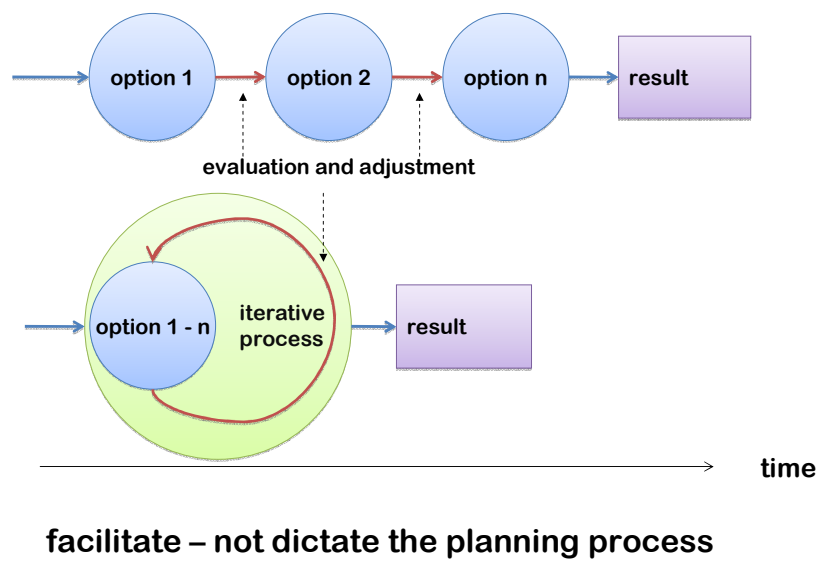 option 1
option 2
option n
result
evaluation and adjustment
option 1 - n
iterative
process
result
time
facilitate – not dictate the planning process